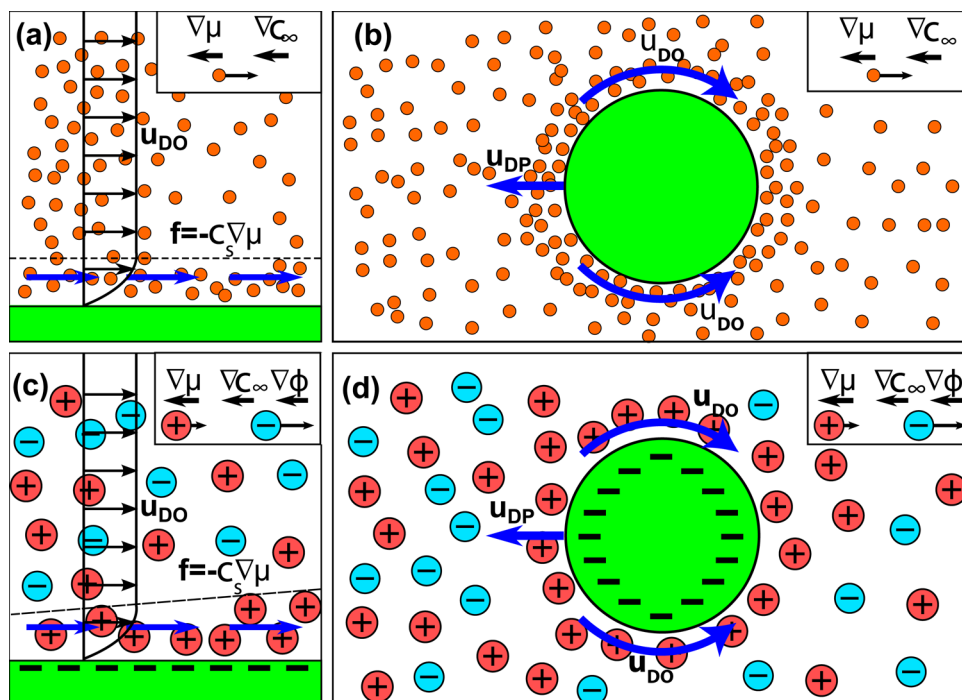 (a)
∇μ ∇C∞
u_DO
f=-C_s∇μ
(b)
∇μ ∇C∞
u_DO
u_DP
u_DO
(c)
∇μ ∇C∞ ∇ϕ
+ −
u_DO
f=-C_s∇μ
(d)
∇μ ∇C∞ ∇ϕ
+ −
u_DO
u_DP
u_DO